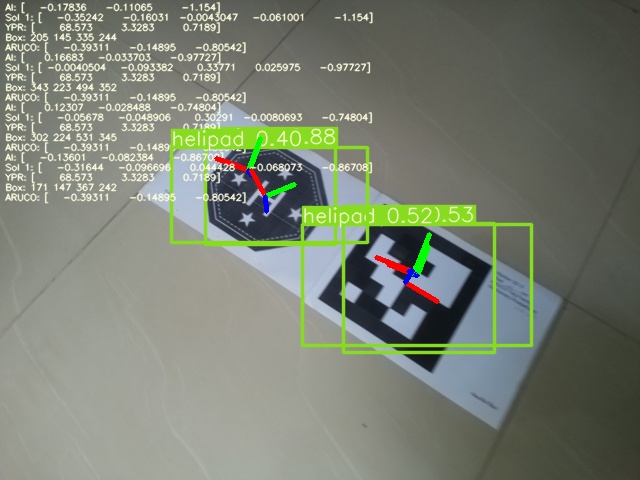 AI: [ -0.17836 -0.11065 -1.154]
Sol 1: [ -0.35242 -0.16031 -0.0043047 -0.061001 -1.154]
YPR: [ 68.573 3.3283 0.7189]
Box: 205 145 335 244
ARUCO: [ -0.39311 -0.14895 -0.80542]
AI: [ 0.16683 -0.033703 -0.97727]
Sol 1: [ -0.0040504 -0.093382 0.33771 0.025975 -0.97727]
YPR: [ 68.573 3.3283 0.7189]
Box: 343 223 494 352
ARUCO: [ -0.39311 -0.14895 -0.80542]
AI: [ 0.12307 -0.028488 -0.74804]
Sol 1: [ -0.05678 -0.048906 0.30291 -0.0080693 -0.74804]
YPR: [ 68.573 3.3283 0.7189]
Box: 302 224 531 345
ARUCO: [ -0.39311 -0.1489
AI: [ -0.13601 -0.082384 -0.86708]
Sol 1: [ -0.31644 -0.096696 0.044428 -0.068073 -0.86708]
YPR: [ 68.573 3.3283 0.7189]
Box: 171 147 367 242
ARUCO: [ -0.39311 -0.14895 -0.80542]
helipad 0.40.88
helipad 0.52).53